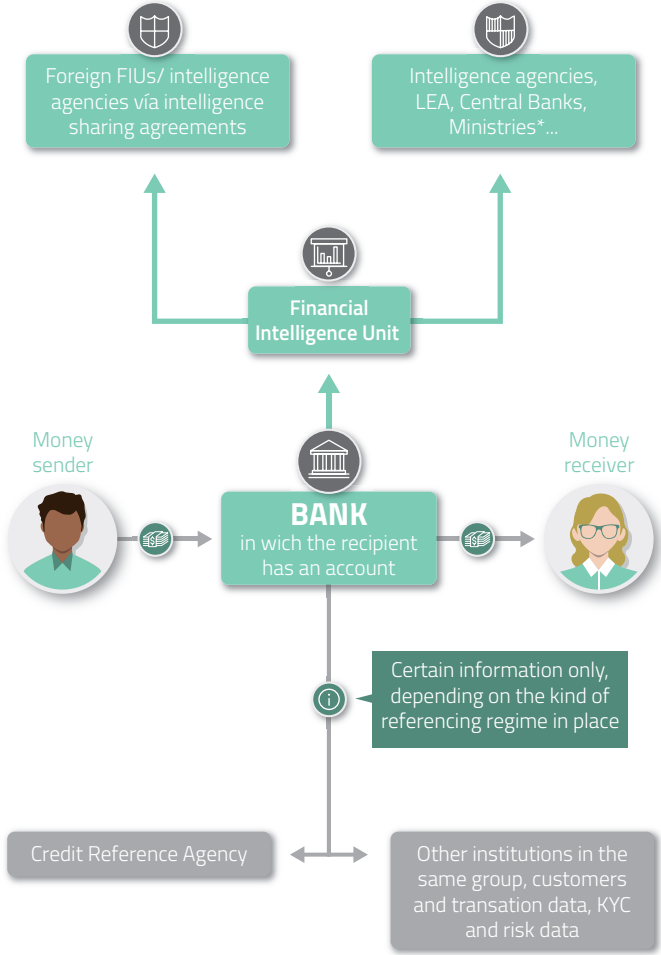 Foreign FIUs/ intelligence
agencies vía intelligence
sharing agreements
Intelligence agencies,
LEA, Central Banks,
Ministries*...
Financial
Intelligence Unit
Money
sender
BANK
in wich the recipient
has an account
Money
receiver
Certain information only,
depending on the kind of
referencing regime in place
Credit Reference Agency
Other institutions in the
same group, customers
and transation data, KYC
and risk data